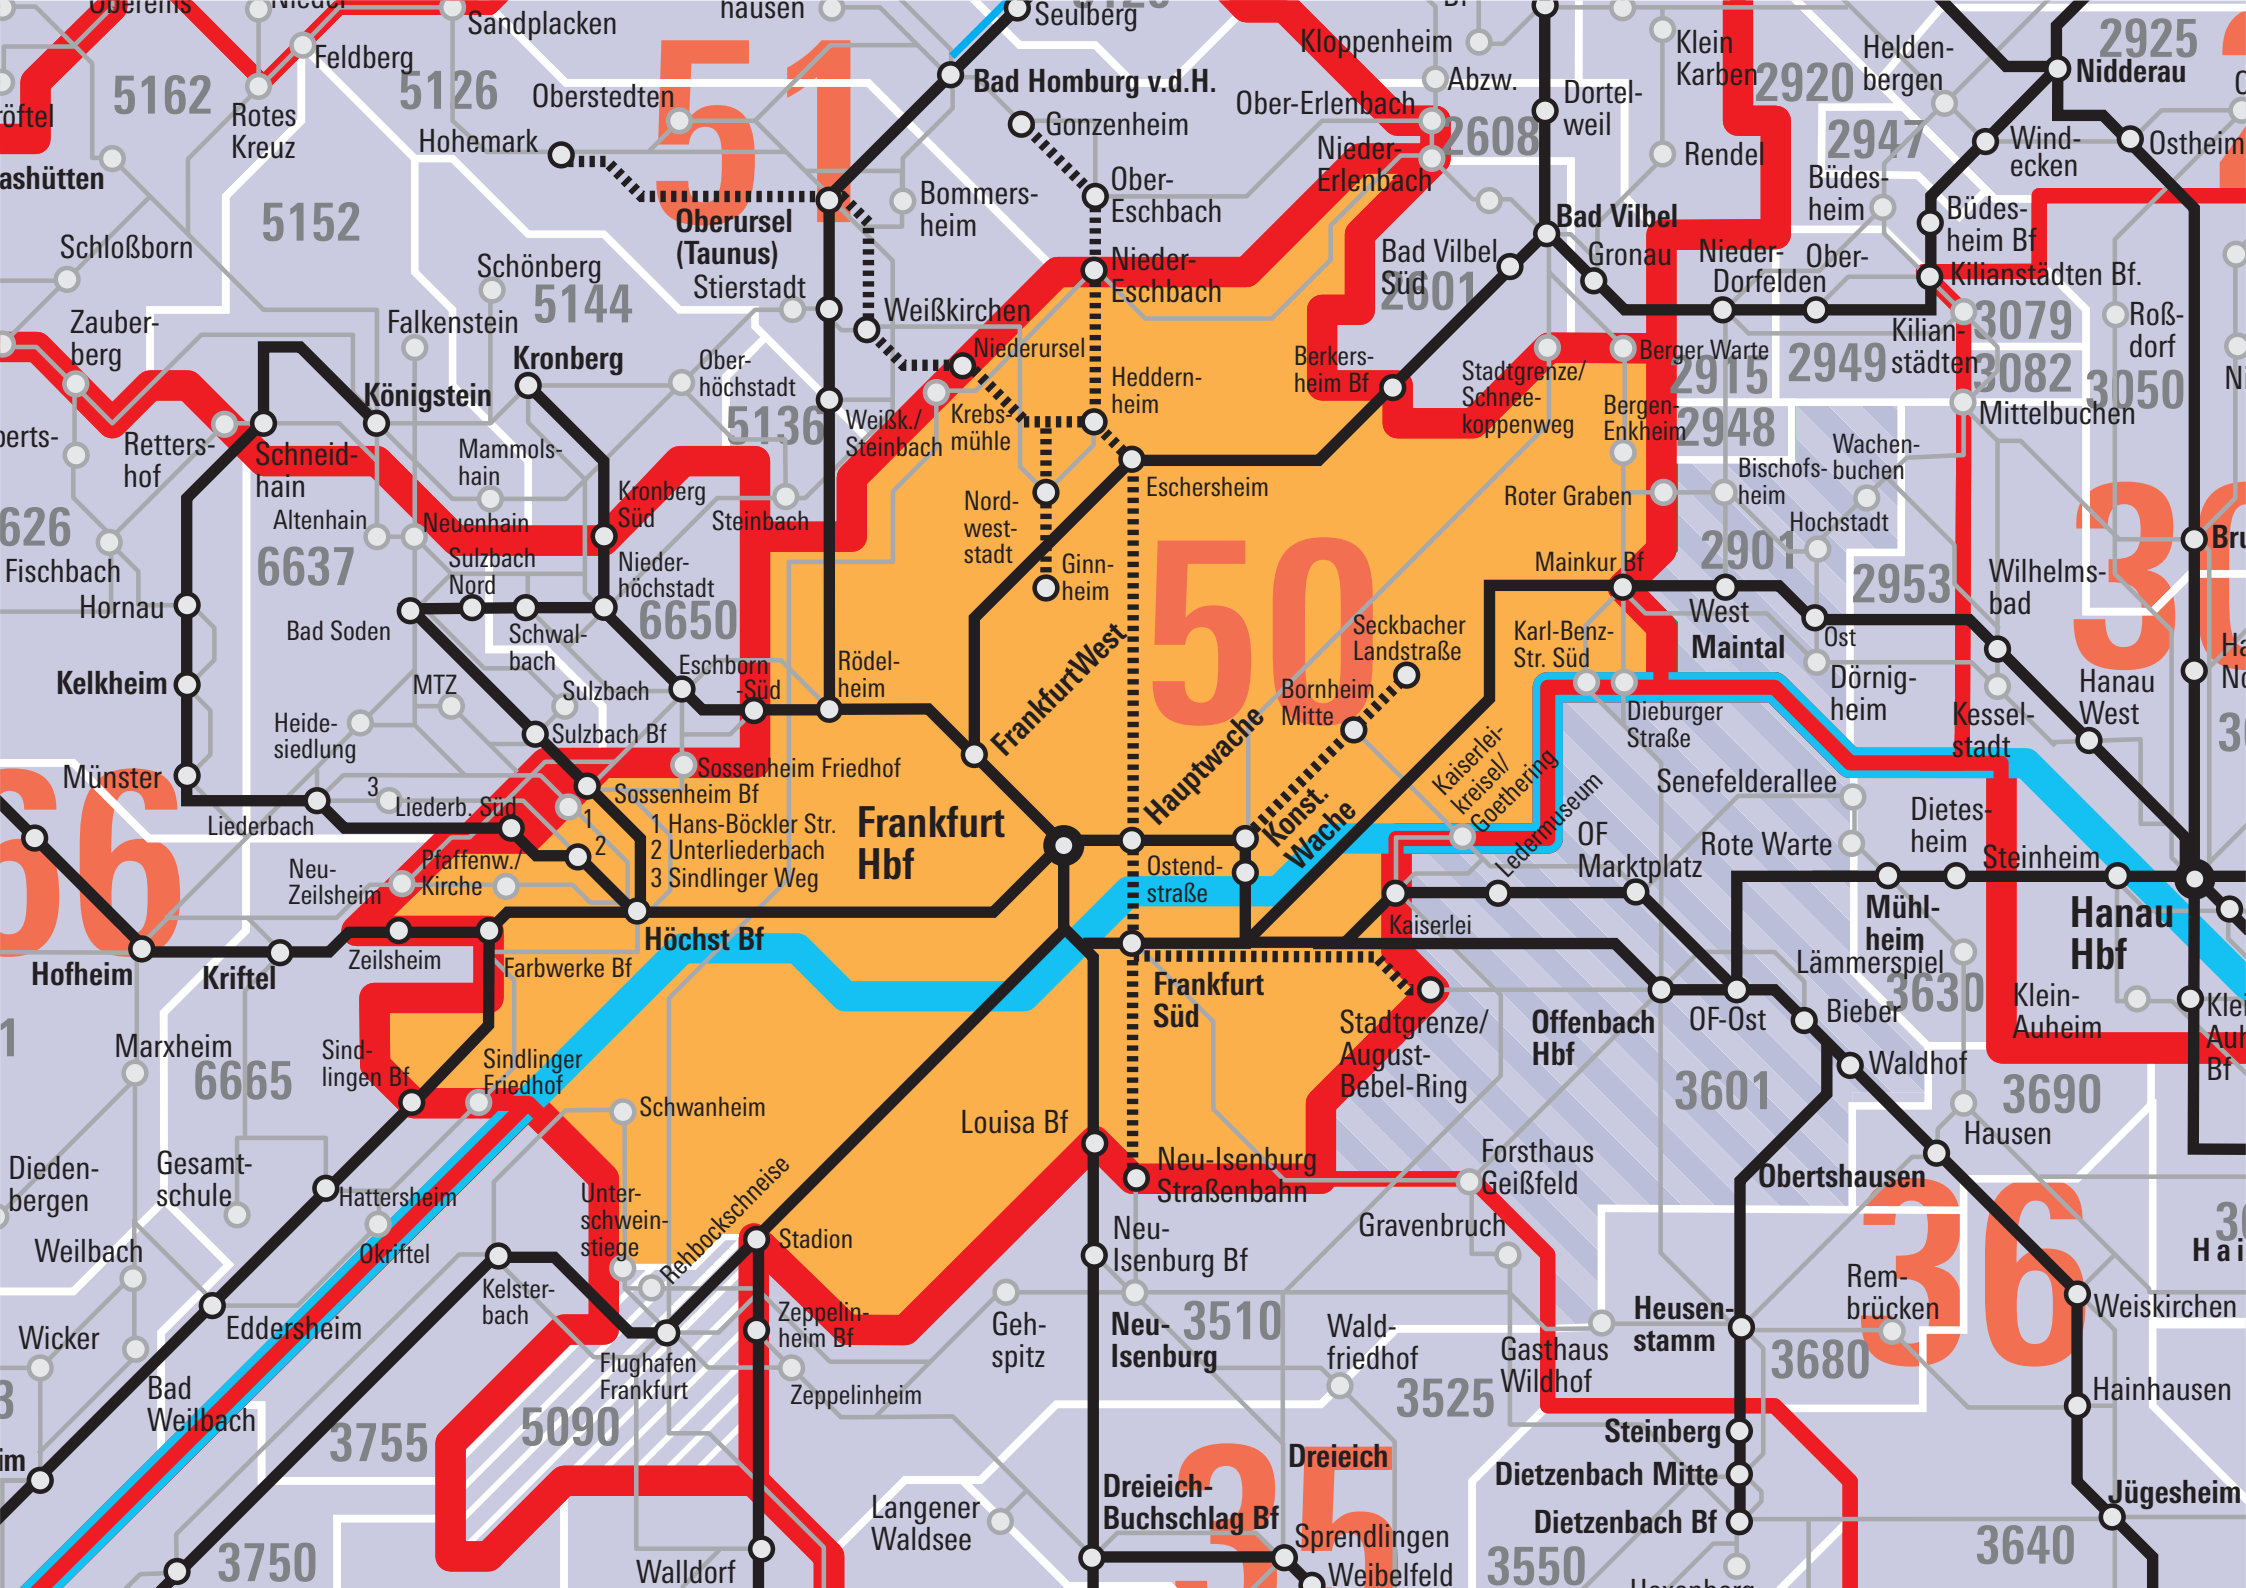 Oberems
Nieder
Sandplacken
hausen
Seulberg
Feldberg
5162
5126
51
Rotes
Kreuz
Oberstedten
Hohemark
Bad Homburg v.d.H.
Gonzenheim
Kloppenheim
Abzw.
Ober-Erlenbach
2608
Nieder-
Erlenbach
Dortel-
weil
Klein
Karben
Rendel
2920
Helden-
bergen
2925
Nidderau
2947
Wind-
ecken
Ostheim
ashütten
5152
Schloßborn
Oberursel
(Taunus)
Bommers-
heim
Ober-
Eschbach
Nieder-
Eschbach
Bad Vilbel
Bad Vilbel
Süd
2601
Gronau
Nieder-
Dorfelden
Ober-
Büdes-
heim
Büdes-
heim Bf
Kilianstädten Bf.
Schönberg
5144
Stierstadt
Weißkirchen
Zauber-
berg
Falkenstein
Kronberg
Königstein
Ober-
höchstadt
5136
Niederursel
Weißk./
Steinbach
Krebs-
mühle
Heddern-
heim
Berkers-
heim Bf
Stadtgrenze/
Schnee-
koppenweg
Berger Warte
2915
2949
Kilian-
städten
3079
3082
3050
Roß-
dorf
Bergen-
Enkheim
2948
Mittelbuchen
Wachen-
buchen
Retters-
hof
Schneid-
hain
Mammols-
hain
Altenhain
Neuenhain
Kronberg
Süd
Steinbach
Nord-
west-
stadt
Eschersheim
Roter Graben
Bischofs-
heim
Hochstadt
30
626
Fischbach
6637
Sulzbach
Nord
Nieder-
höchstadt
6650
Ginn-
heim
50
Mainkur Bf
2901
2953
Wilhelms-
bad
Hornau
Bad Soden
Schwal-
bach
Eschborn
-Süd
Rödel-
heim
Frankfurt West
Seckbacher
Landstraße
Karl-Benz-
Str. Süd
West
Maintal
Ost
Kelkheim
MTZ
Sulzbach
Heide-
siedlung
Sulzbach Bf
Bornheim
Mitte
Dieburger
Straße
Dörnig-
heim
Kessel-
stadt
Hanau
West
Münster
3
Liederb. Süd
Liederbach
Sossenheim Friedhof
Sossenheim Bf
1
2
1 Hans-Böckler Str.
2 Unterliederbach
3 Sindlinger Weg
Frankfurt
Hbf
Hauptwache
Konst.
Wache
Kaiserlei-
kreisel/
Goethering
Ledermuseum
OF
Marktplatz
Senefelderallee
Rote Warte
Dietes-
heim
Steinheim
66
Neu-
Zeilsheim
Pfaffenw./
Kirche
Ostend-
straße
Kaiserlei
Mühl-
heim
Hanau
Hbf
Hofheim
Kriftel
Zeilsheim
Farbwerke Bf
Höchst Bf
Frankfurt
Süd
Lämmerspiel
3630
Klein-
Auheim
Marxheim
6665
Sind-
lingen Bf
Sindlinger
Friedhof
Schwanheim
Louisa Bf
Stadtgrenze/
August-
Bebel-Ring
Offenbach
Hbf
OF-Ost
Bieber
Waldhof
3601
3690
Hausen
Dieden-
bergen
Gesamt-
schule
Hattersheim
Okriftel
Unter-
schwein-
stiege
Rehbockschneise
Stadion
Neu-Isenburg
Straßenbahn
Forsthaus
Geißfeld
Obertshausen
36
Weilbach
Eddersheim
Kelster-
bach
Neu-
Isenburg Bf
Gravenbruch
Wicker
Flughafen
Frankfurt
Zeppelin-
heim Bf
Zeppelinheim
Geh-
spitz
Neu-
Isenburg
3510
Wald-
friedhof
Gasthaus
Wildhof
Heusen-
stamm
Rem-
brücken
3680
Weiskirchen
Hainhausen
Bad
Weilbach
3755
5090
3525
Steinberg
Dietzenbach Mitte
Dietzenbach Bf
35
Dreieich
Dreieich-
Buchschlag Bf
Langener
Waldsee
Sprendlingen
Weibelfeld
Jügesheim
3750
Walldorf
3550
3640